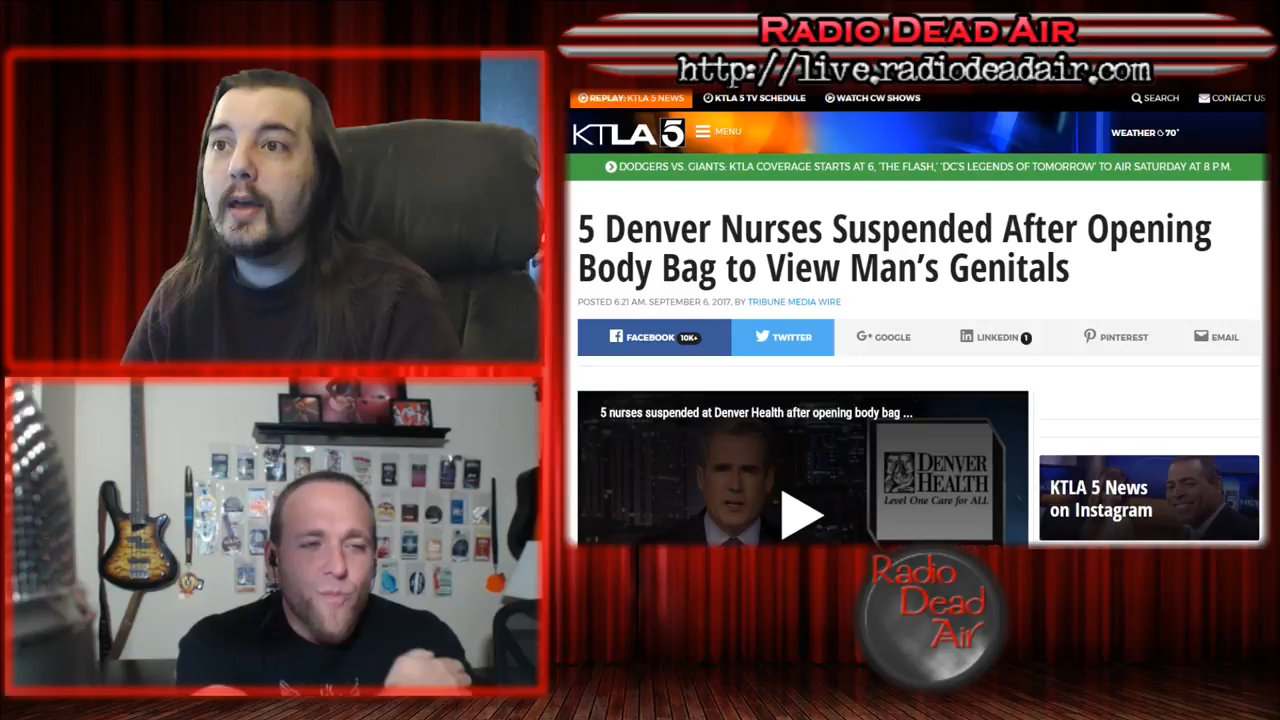 RADIO DEAD AIR
http://live.radiodeadair.com
REPLAY: KTLA 5 NEWS KTLA 5 TV SCHEDULE WATCH CW SHOWS SEARCH CONTACT US
KTLA 5 MENU WEATHER 70°
DODGERS VS. GIANTS: KTLA COVERAGE STARTS AT 6, 'THE FLASH,' 'DC'S LEGENDS OF TOMORROW' TO AIR SATURDAY AT 8 P.M.
5 Denver Nurses Suspended After Opening
Body Bag to View Man's Genitals
POSTED 6:21 AM, SEPTEMBER 6, 2017, BY TRIBUNE MEDIA WIRE
FACEBOOK 10K+ TWITTER G+ GOOGLE LINKEDIN 1 PINTEREST EMAIL
5 nurses suspended at Denver Health after opening body bag ...
DENVER
HEALTH
Level One Care for ALL
KTLA 5 News
on Instagram
Radio
Dead
Air